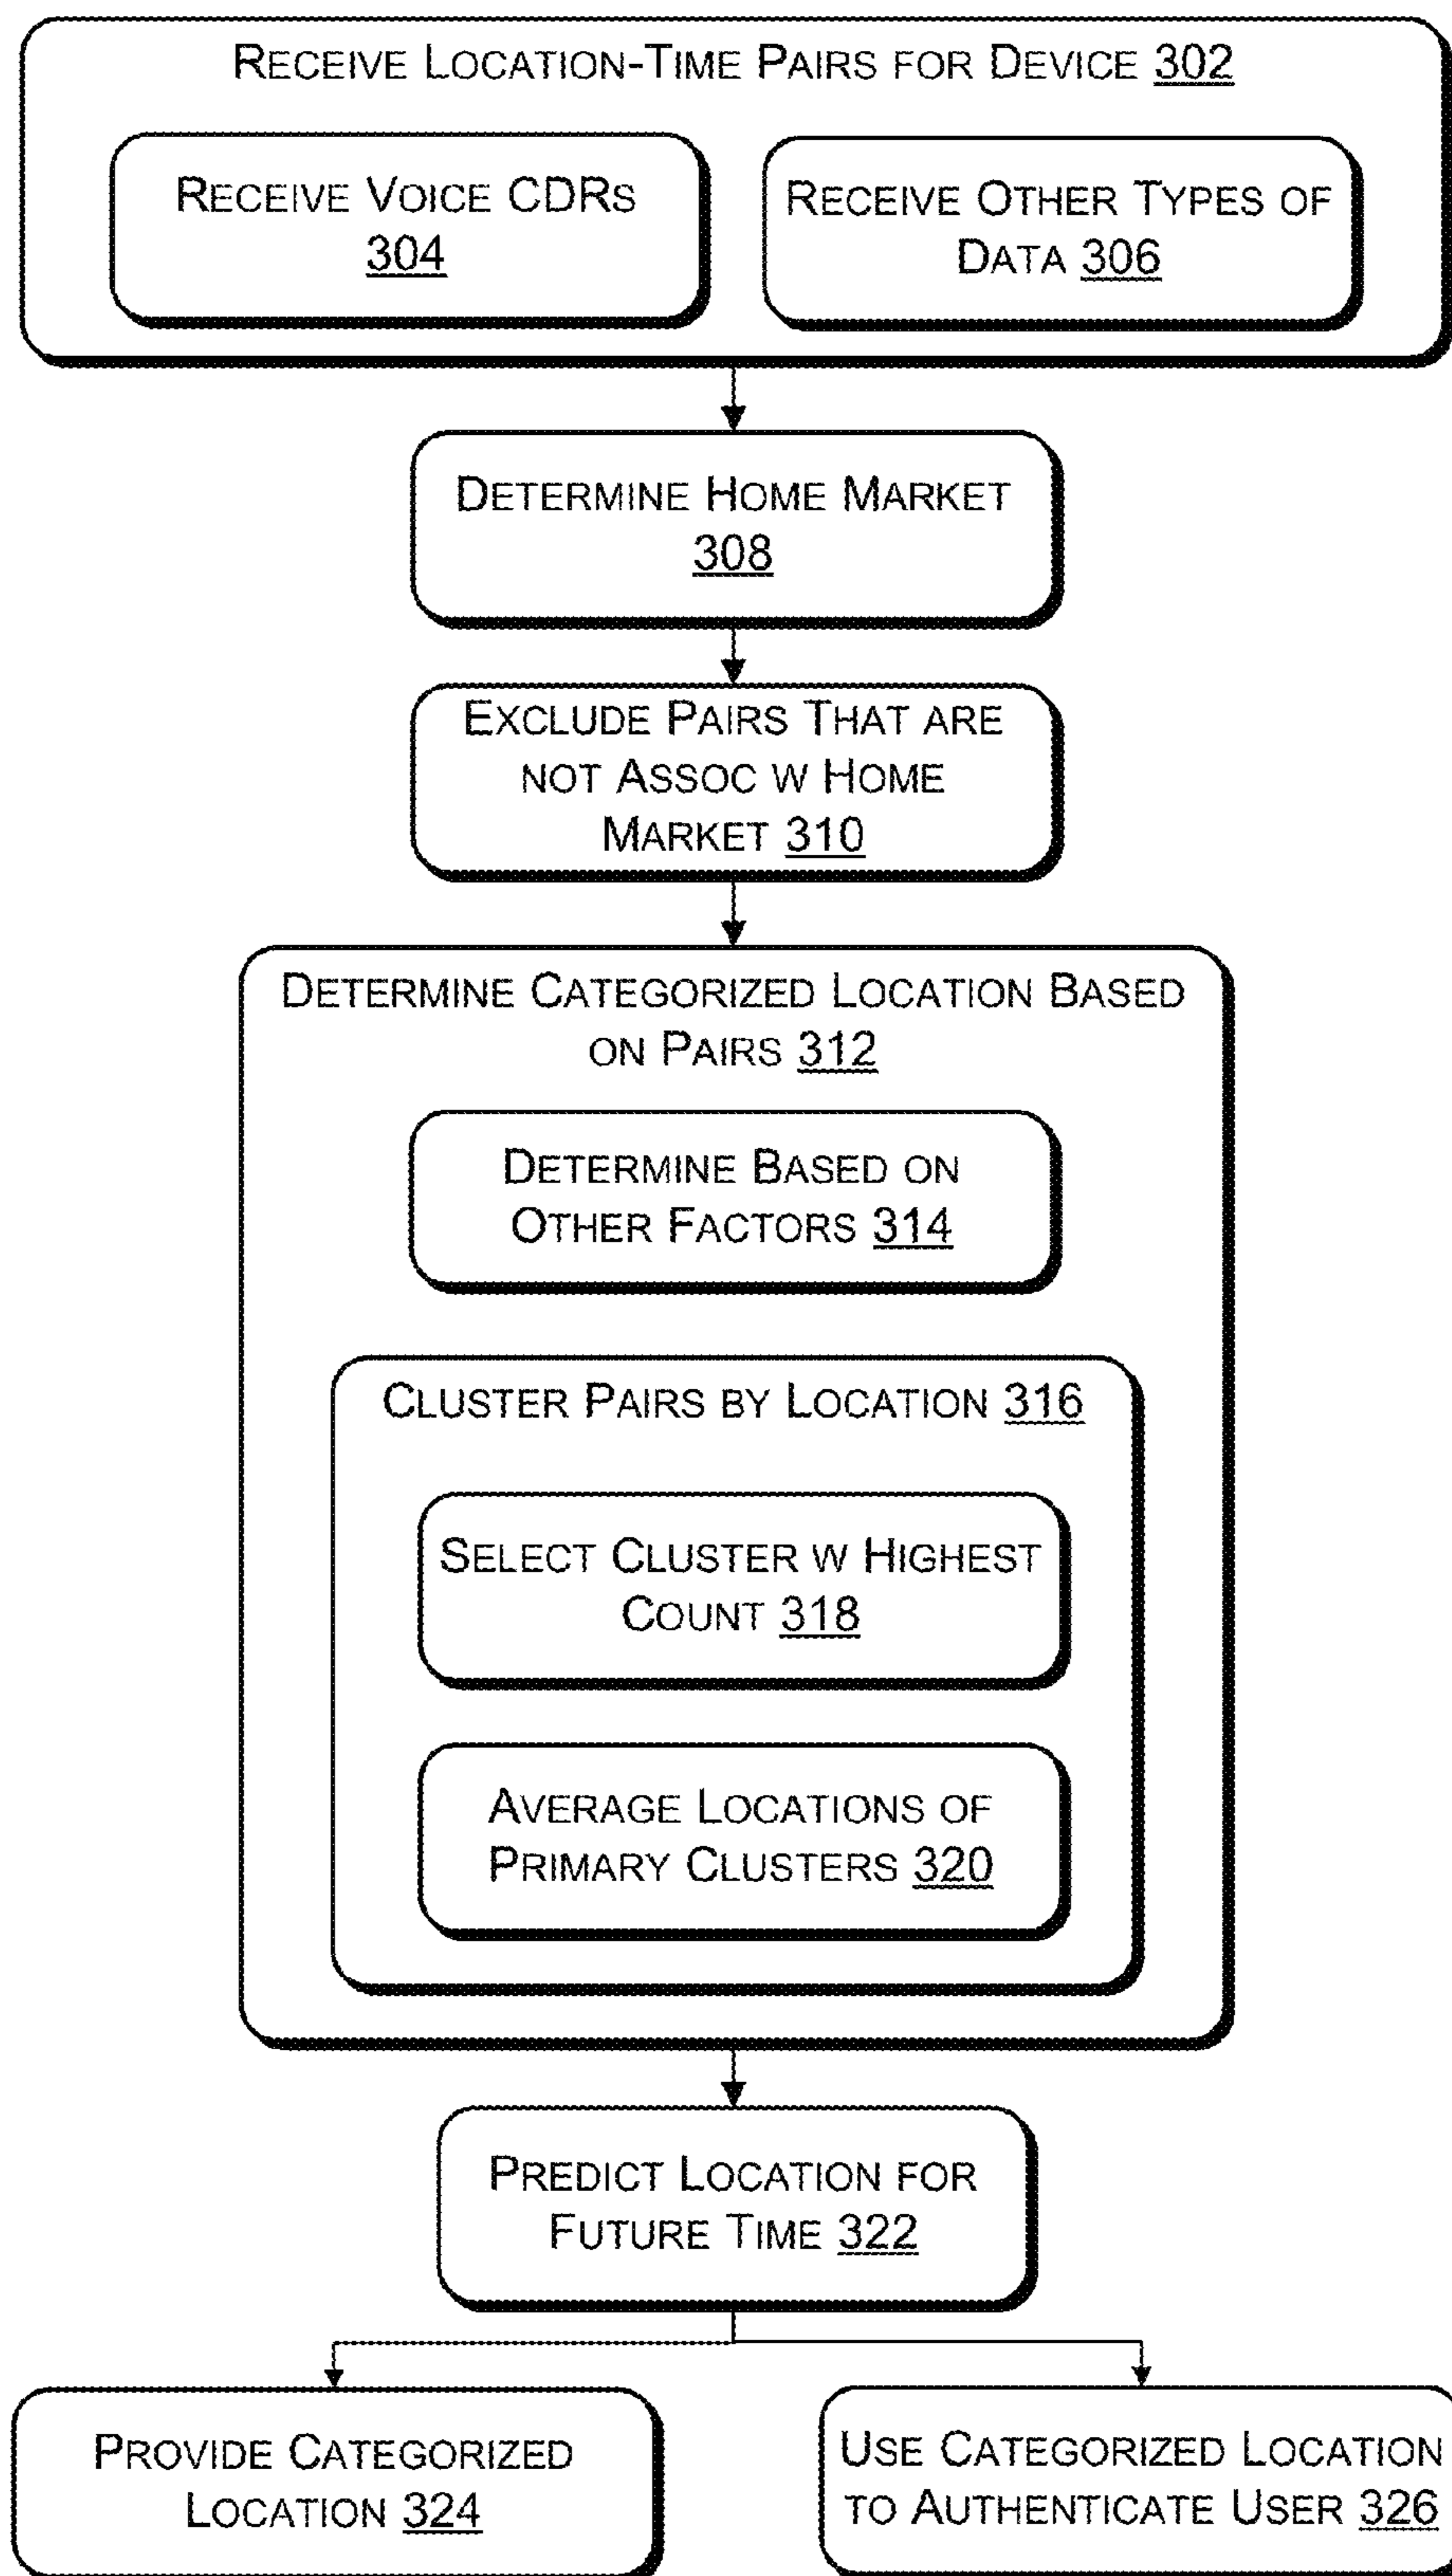 RECEIVE LOCATION-TIME PAIRS FOR DEVICE 302
RECEIVE VOICE CDRS
304
RECEIVE OTHER TYPES OF
DATA 306
DETERMINE HOME MARKET
308
EXCLUDE PAIRS THAT ARE
NOT ASSOC W HOME
MARKET 310
DETERMINE CATEGORIZED LOCATION BASED
ON PAIRS 312
DETERMINE BASED ON
OTHER FACTORS 314
CLUSTER PAIRS BY LOCATION 316
SELECT CLUSTER W HIGHEST
COUNT 318
AVERAGE LOCATIONS OF
PRIMARY CLUSTERS 320
PREDICT LOCATION FOR
FUTURE TIME 322
PROVIDE CATEGORIZED
LOCATION 324
USE CATEGORIZED LOCATION
TO AUTHENTICATE USER 326